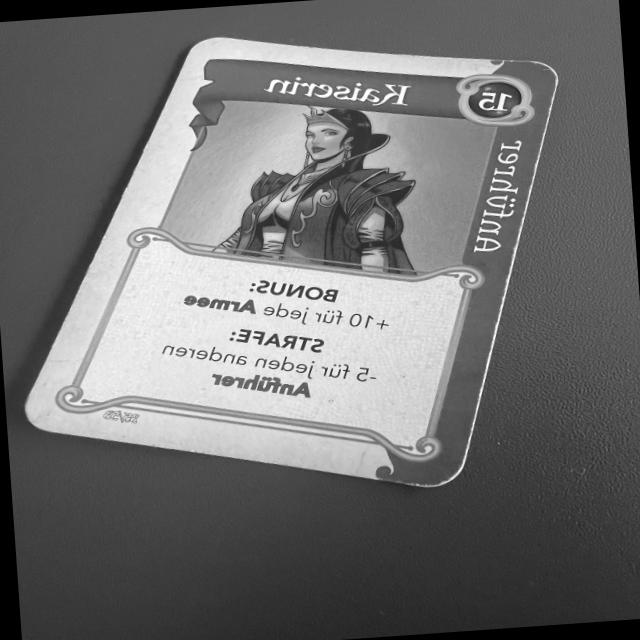 15
Kaiserin
Anführer
BONUS:
+10 für jede Armee
STRAFE:
-5 für jeden anderen
Anführer